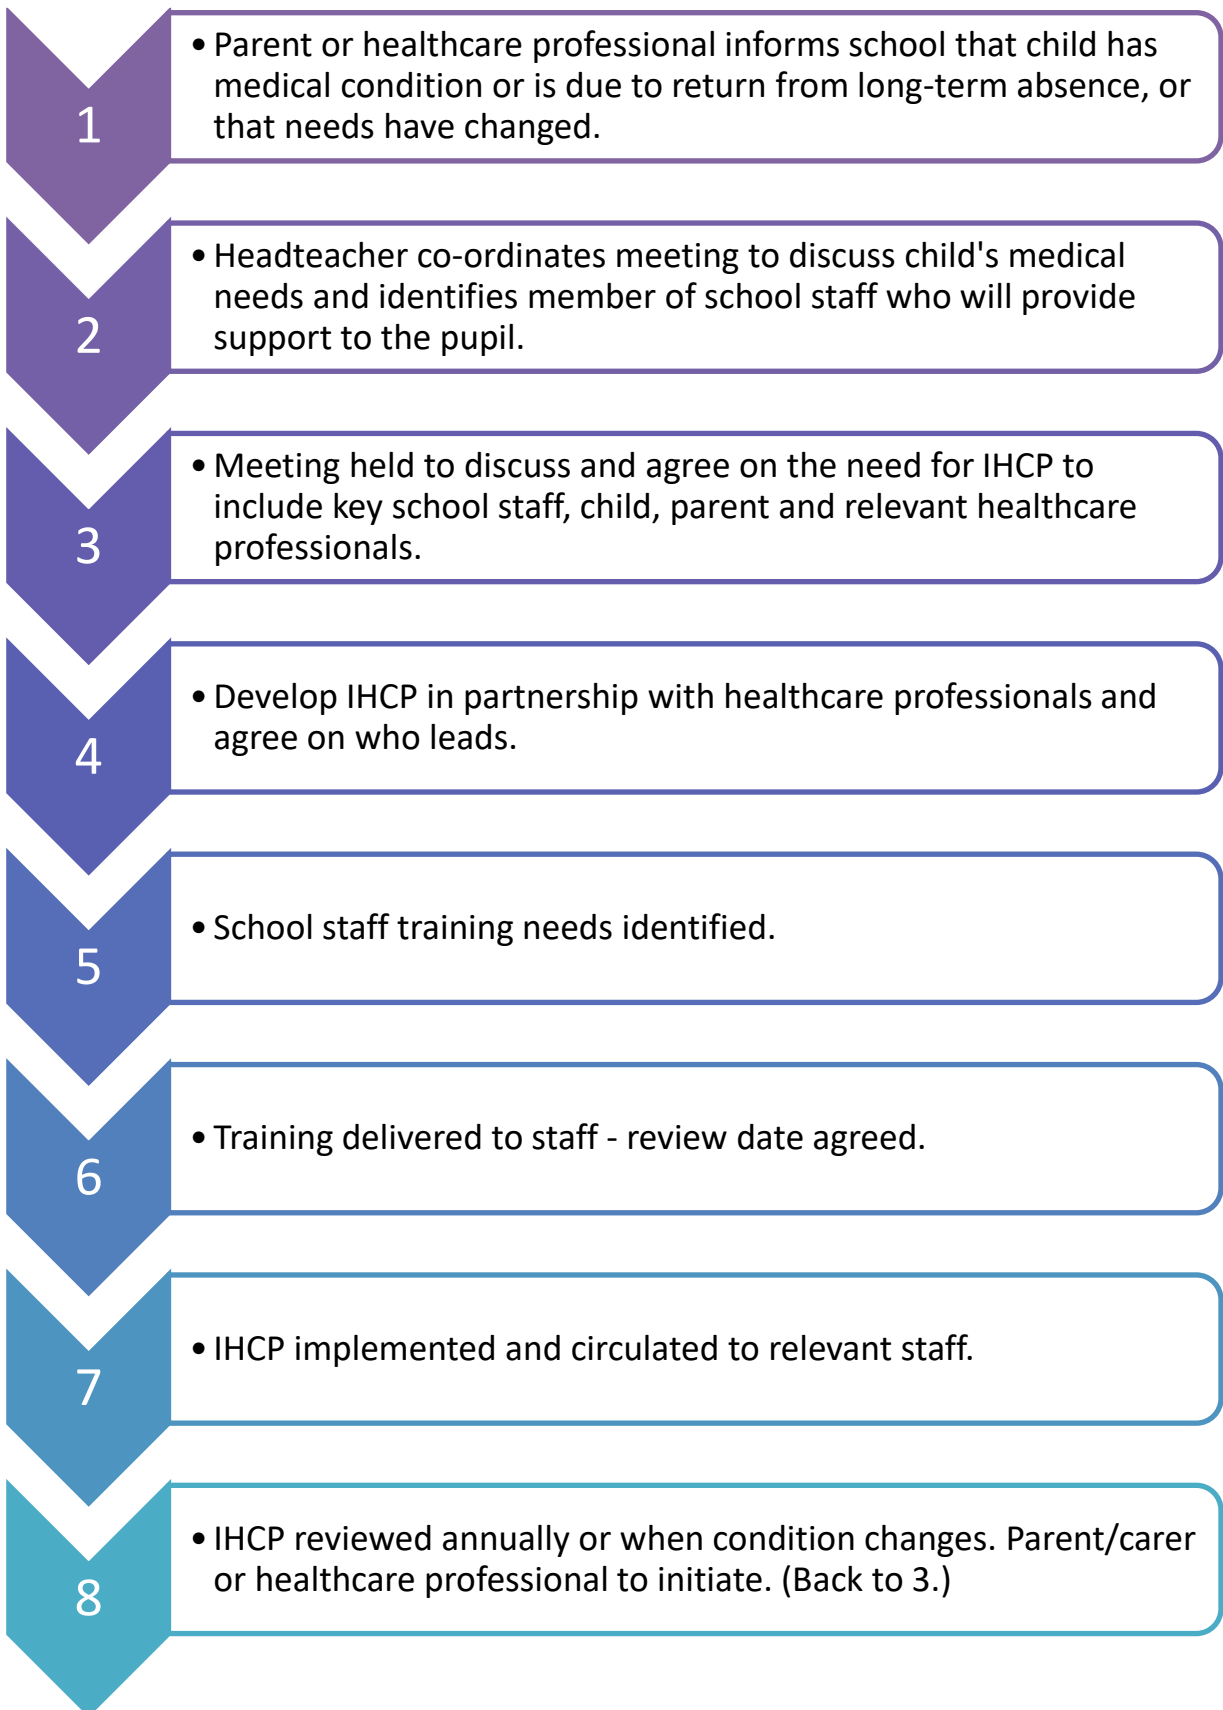 1
• Parent or healthcare professional informs school that child has
medical condition or is due to return from long-term absence, or
that needs have changed.
2
• Headteacher co-ordinates meeting to discuss child's medical
needs and identifies member of school staff who will provide
support to the pupil.
3
• Meeting held to discuss and agree on the need for IHCP to
include key school staff, child, parent and relevant healthcare
professionals.
4
• Develop IHCP in partnership with healthcare professionals and
agree on who leads.
5
• School staff training needs identified.
6
• Training delivered to staff - review date agreed.
7
• IHCP implemented and circulated to relevant staff.
8
• IHCP reviewed annually or when condition changes. Parent/carer
or healthcare professional to initiate. (Back to 3.)